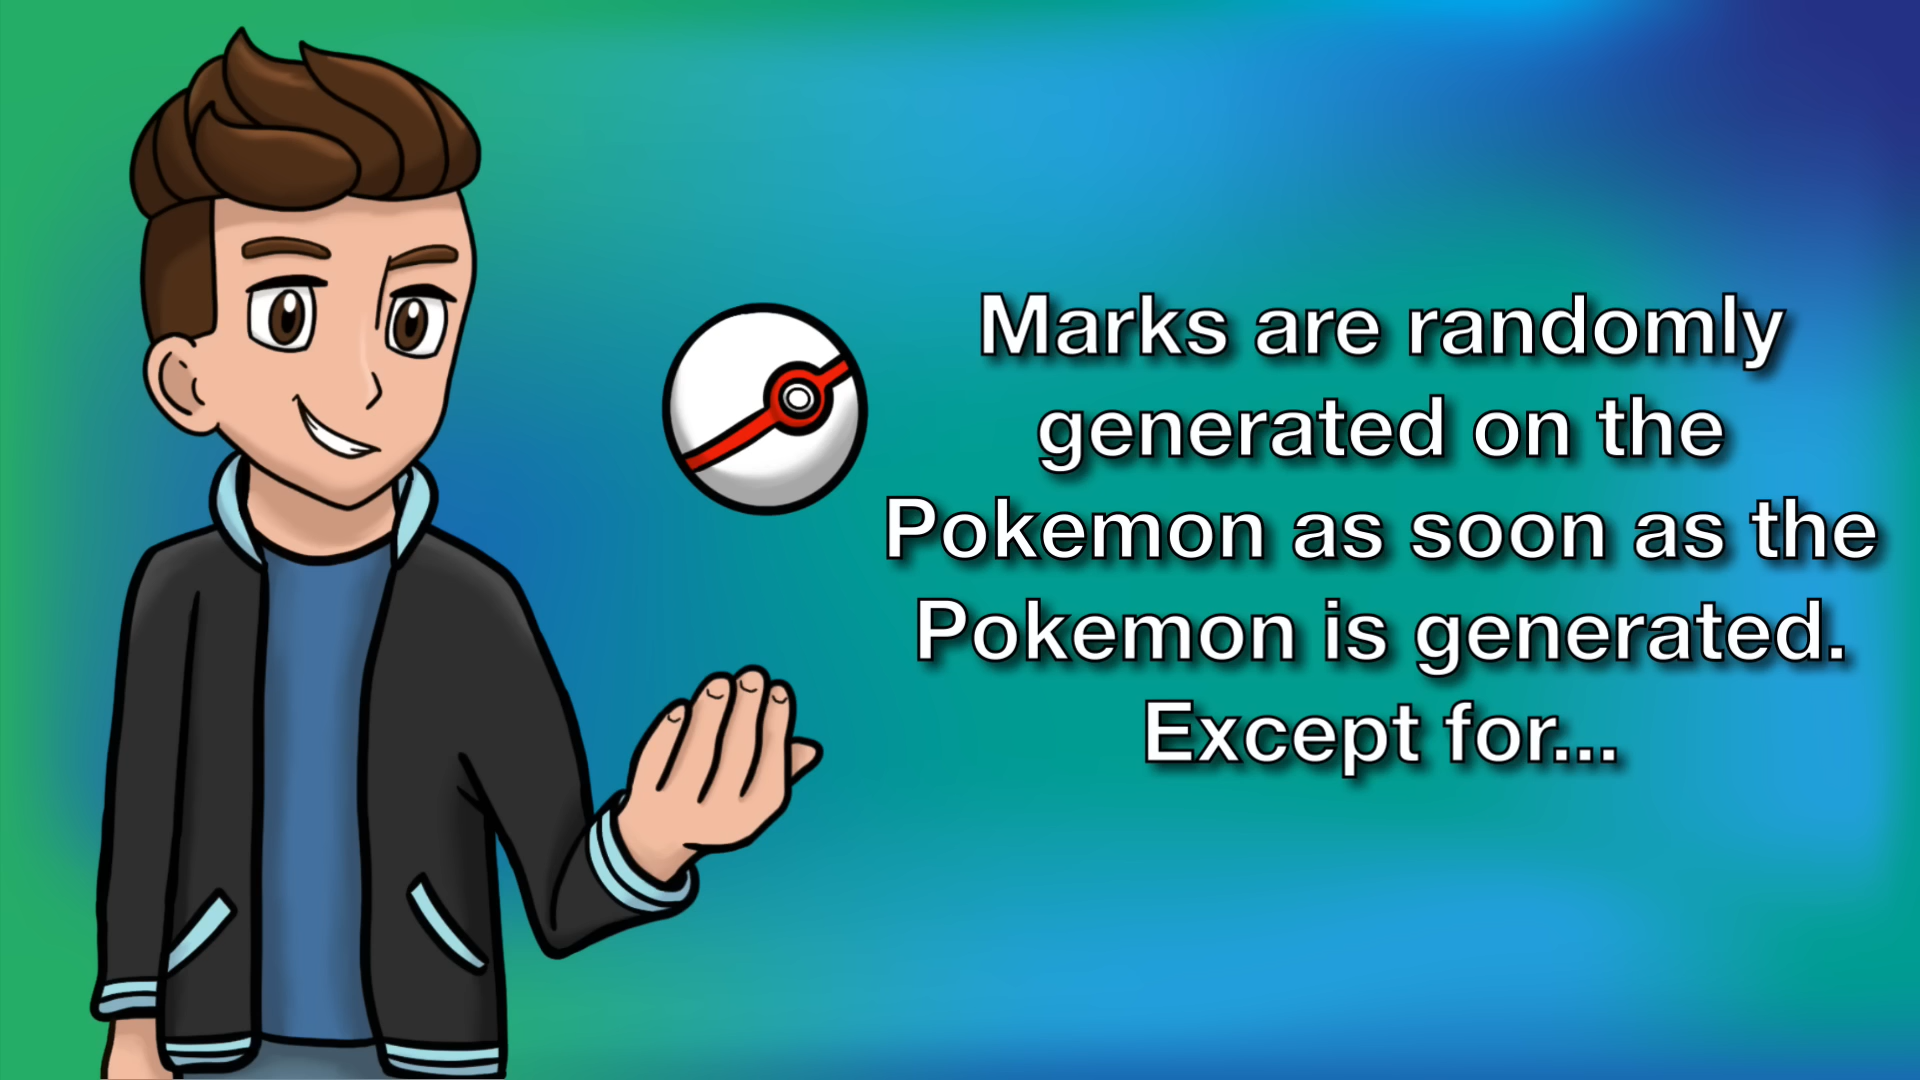 Marks are randomly
generated on the
Pokemon as soon as the
Pokemon is generated.
Except for...